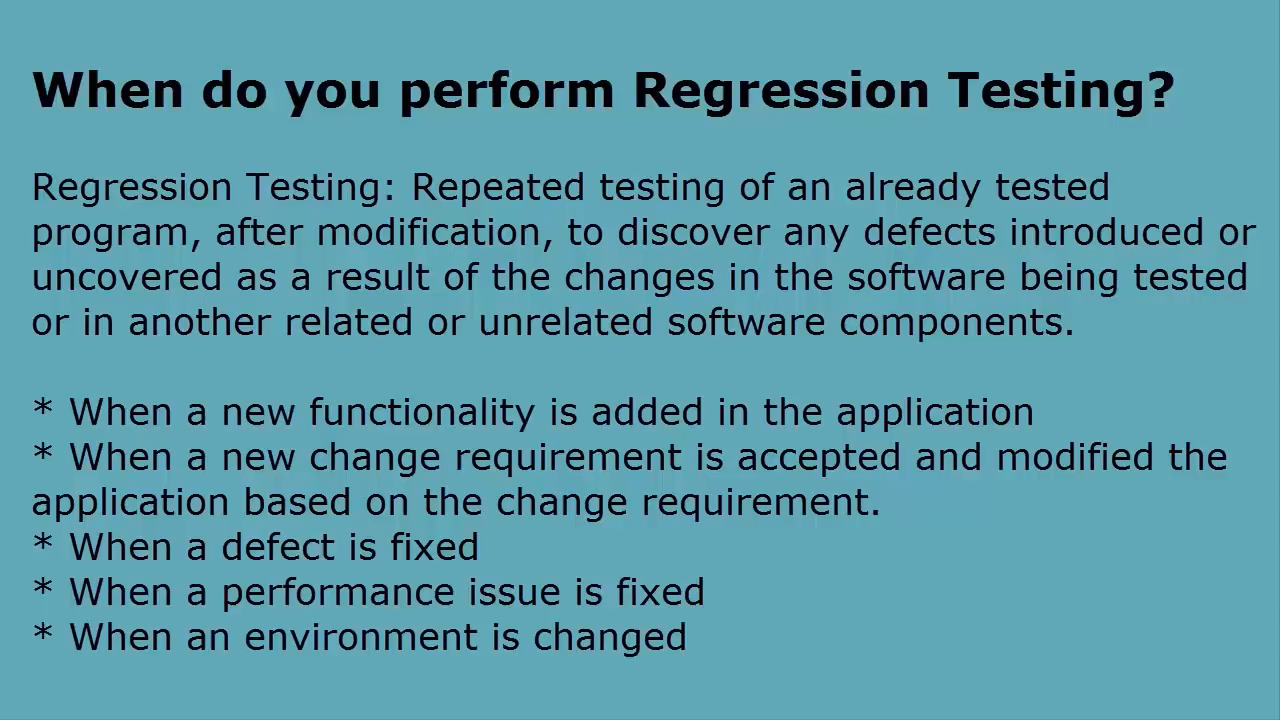 When do you perform Regression Testing?
Regression Testing: Repeated testing of an already tested
program, after modification, to discover any defects introduced or
uncovered as a result of the changes in the software being tested
or in another related or unrelated software components.
* When a new functionality is added in the application
* When a new change requirement is accepted and modified the
application based on the change requirement.
* When a defect is fixed
* When a performance issue is fixed
* When an environment is changed